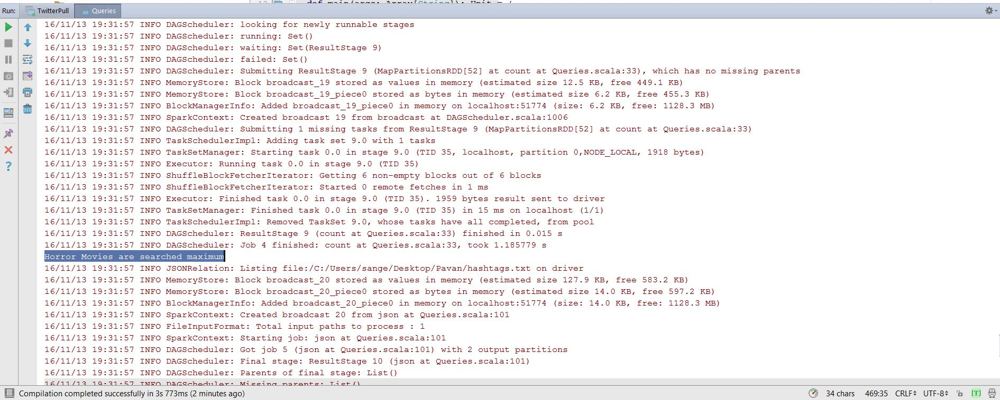 def main(args: Array[String]): Unit = {
Run: TwitterPull Queries
16/11/13 19:31:57 INFO DAGScheduler: looking for newly runnable stages
16/11/13 19:31:57 INFO DAGScheduler: running: Set()
16/11/13 19:31:57 INFO DAGScheduler: waiting: Set(ResultStage 9)
16/11/13 19:31:57 INFO DAGScheduler: failed: Set()
16/11/13 19:31:57 INFO DAGScheduler: Submitting ResultStage 9 (MapPartitionsRDD[52] at count at Queries.scala:33), which has no missing parents
16/11/13 19:31:57 INFO MemoryStore: Block broadcast_19 stored as values in memory (estimated size 12.5 KB, free 449.1 KB)
16/11/13 19:31:57 INFO MemoryStore: Block broadcast_19_piece0 stored as bytes in memory (estimated size 6.2 KB, free 455.3 KB)
16/11/13 19:31:57 INFO BlockManagerInfo: Added broadcast_19_piece0 in memory on localhost:51774 (size: 6.2 KB, free: 1128.3 MB)
16/11/13 19:31:57 INFO SparkContext: Created broadcast 19 from broadcast at DAGScheduler.scala:1006
16/11/13 19:31:57 INFO DAGScheduler: Submitting 1 missing tasks from ResultStage 9 (MapPartitionsRDD[52] at count at Queries.scala:33)
16/11/13 19:31:57 INFO TaskSchedulerImpl: Adding task set 9.0 with 1 tasks
16/11/13 19:31:57 INFO TaskSetManager: Starting task 0.0 in stage 9.0 (TID 35, localhost, partition 0,NODE_LOCAL, 1918 bytes)
16/11/13 19:31:57 INFO Executor: Running task 0.0 in stage 9.0 (TID 35)
16/11/13 19:31:57 INFO ShuffleBlockFetcherIterator: Getting 6 non-empty blocks out of 6 blocks
16/11/13 19:31:57 INFO ShuffleBlockFetcherIterator: Started 0 remote fetches in 1 ms
16/11/13 19:31:57 INFO Executor: Finished task 0.0 in stage 9.0 (TID 35). 1959 bytes result sent to driver
16/11/13 19:31:57 INFO TaskSetManager: Finished task 0.0 in stage 9.0 (TID 35) in 15 ms on localhost (1/1)
16/11/13 19:31:57 INFO TaskSchedulerImpl: Removed TaskSet 9.0, whose tasks have all completed, from pool
16/11/13 19:31:57 INFO DAGScheduler: ResultStage 9 (count at Queries.scala:33) finished in 0.015 s
16/11/13 19:31:57 INFO DAGScheduler: Job 4 finished: count at Queries.scala:33, took 1.185779 s
Horror Movies are searched maximum
16/11/13 19:31:57 INFO JSONRelation: Listing file:/C:/Users/sange/Desktop/Pavan/hashtags.txt on driver
16/11/13 19:31:57 INFO MemoryStore: Block broadcast_20 stored as values in memory (estimated size 127.9 KB, free 583.2 KB)
16/11/13 19:31:57 INFO MemoryStore: Block broadcast_20_piece0 stored as bytes in memory (estimated size 14.0 KB, free 597.2 KB)
16/11/13 19:31:57 INFO BlockManagerInfo: Added broadcast_20_piece0 in memory on localhost:51774 (size: 14.0 KB, free: 1128.3 MB)
16/11/13 19:31:57 INFO SparkContext: Created broadcast 20 from json at Queries.scala:101
16/11/13 19:31:57 INFO FileInputFormat: Total input paths to process : 1
16/11/13 19:31:57 INFO SparkContext: Starting job: json at Queries.scala:101
16/11/13 19:31:57 INFO DAGScheduler: Got job 5 (json at Queries.scala:101) with 2 output partitions
16/11/13 19:31:57 INFO DAGScheduler: Final stage: ResultStage 10 (json at Queries.scala:101)
16/11/13 19:31:57 INFO DAGScheduler: Parents of final stage: List()
16/11/13 19:31:57 INFO DAGScheduler: Missing parents: List()
Compilation completed successfully in 3s 773ms (2 minutes ago) 34 chars 469:35 CRLF UTF-8 [T]